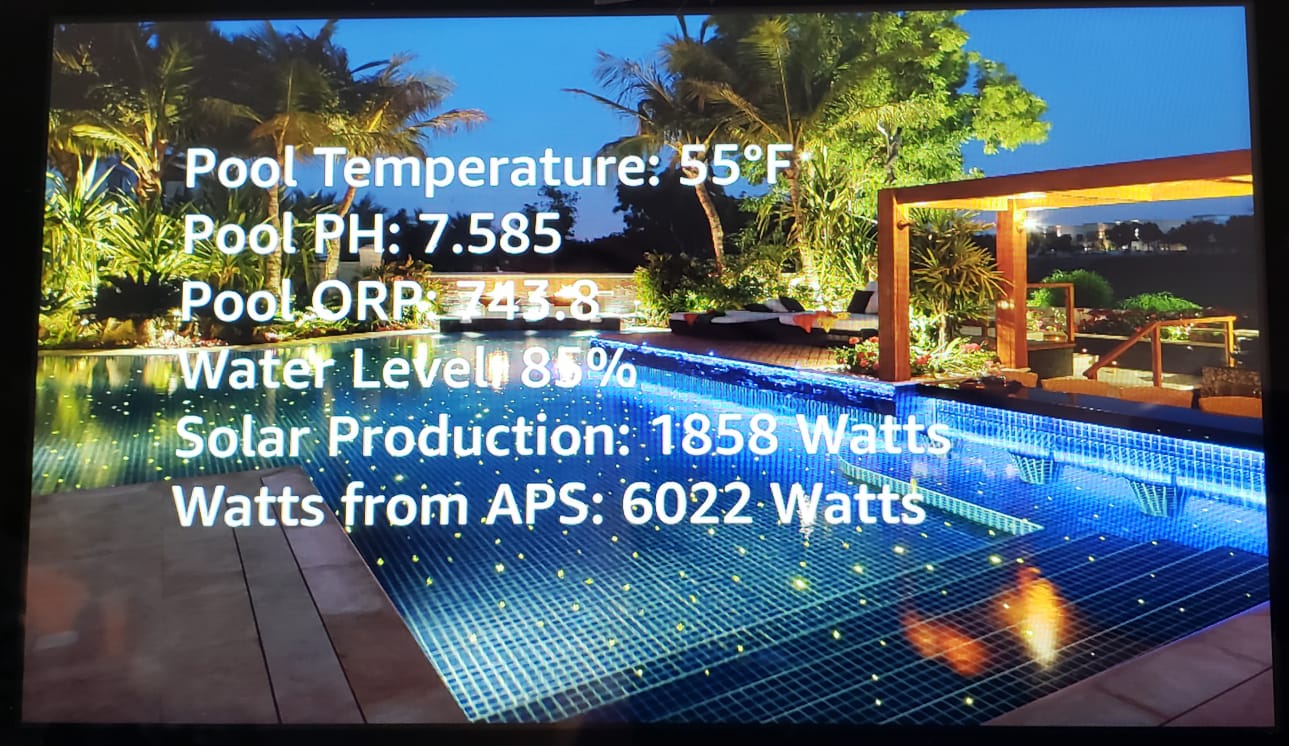 Pool Temperature: 55°F
Pool PH: 7.585
Pool ORP: 743.8
Water Level: 85%
Solar Production: 1858 Watts
Watts from APS: 6022 Watts